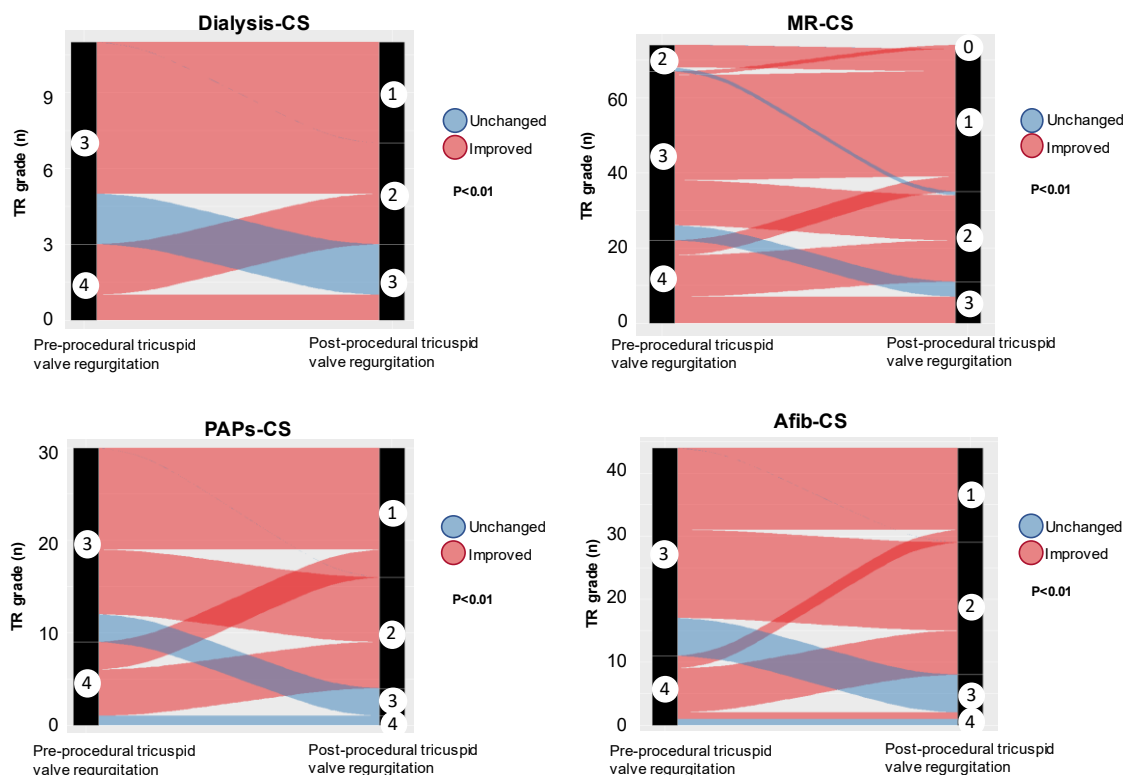 Dialysis-CS
9
6
3
0
TR grade (n)
3
4
1
2
3
Unchanged
Improved
P<0.01
Pre-procedural tricuspid
valve regurgitation
Post-procedural tricuspid
valve regurgitation
MR-CS
60
40
20
0
TR grade (n)
2
3
4
0
1
2
3
Unchanged
Improved
P<0.01
Pre-procedural tricuspid
valve regurgitation
Post-procedural tricuspid
valve regurgitation
PAPs-CS
30
20
10
0
TR grade (n)
3
4
1
2
3
4
Unchanged
Improved
P<0.01
Pre-procedural tricuspid
valve regurgitation
Post-procedural tricuspid
valve regurgitation
Afib-CS
40
30
20
10
0
TR grade (n)
3
4
1
2
3
4
Unchanged
Improved
P<0.01
Pre-procedural tricuspid
valve regurgitation
Post-procedural tricuspid
valve regurgitation